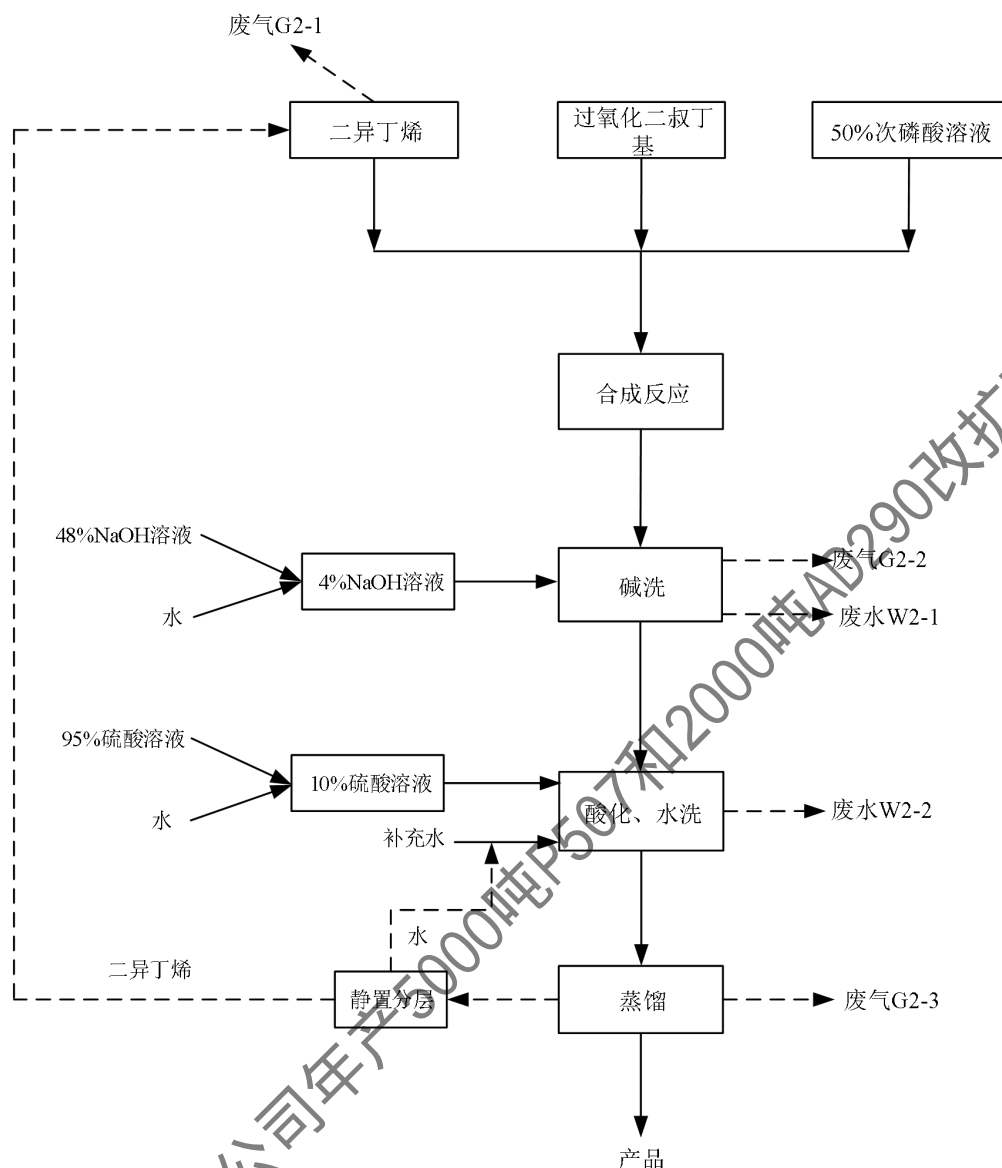 废气G2-1
二异丁烯
过氧化二叔丁
基
50%次磷酸溶液
合成反应
48%NaOH溶液
水
4%NaOH溶液
碱洗
废气G2-2
废水W2-1
95%硫酸溶液
水
10%硫酸溶液
酸化、水洗
废水W2-2
补充水
水
二异丁烯
静置分层
蒸馏
废气G2-3
产品
公司年产5000吨P507和2000吨AD290改扩